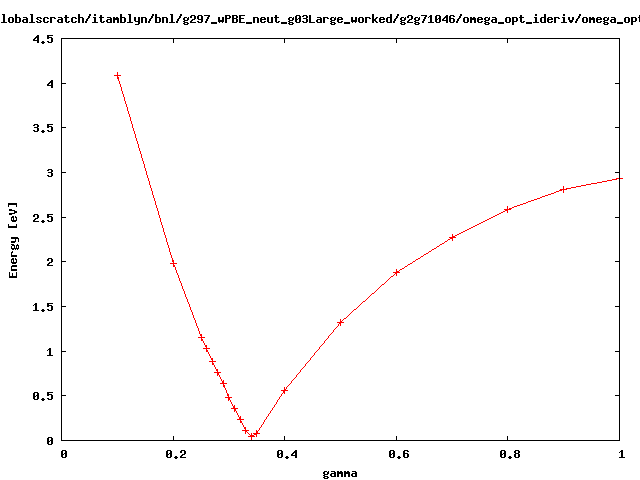 lobalscratch/itamblyn/bnl/g297_wPBE_neut_g03Large_worked/g2g71046/omega_opt_ideriv/omega_opt
4.5
4
3.5
3
2.5
2
1.5
1
0.5
0
Energy [eV]
0 0.2 0.4 0.6 0.8 1
gamma